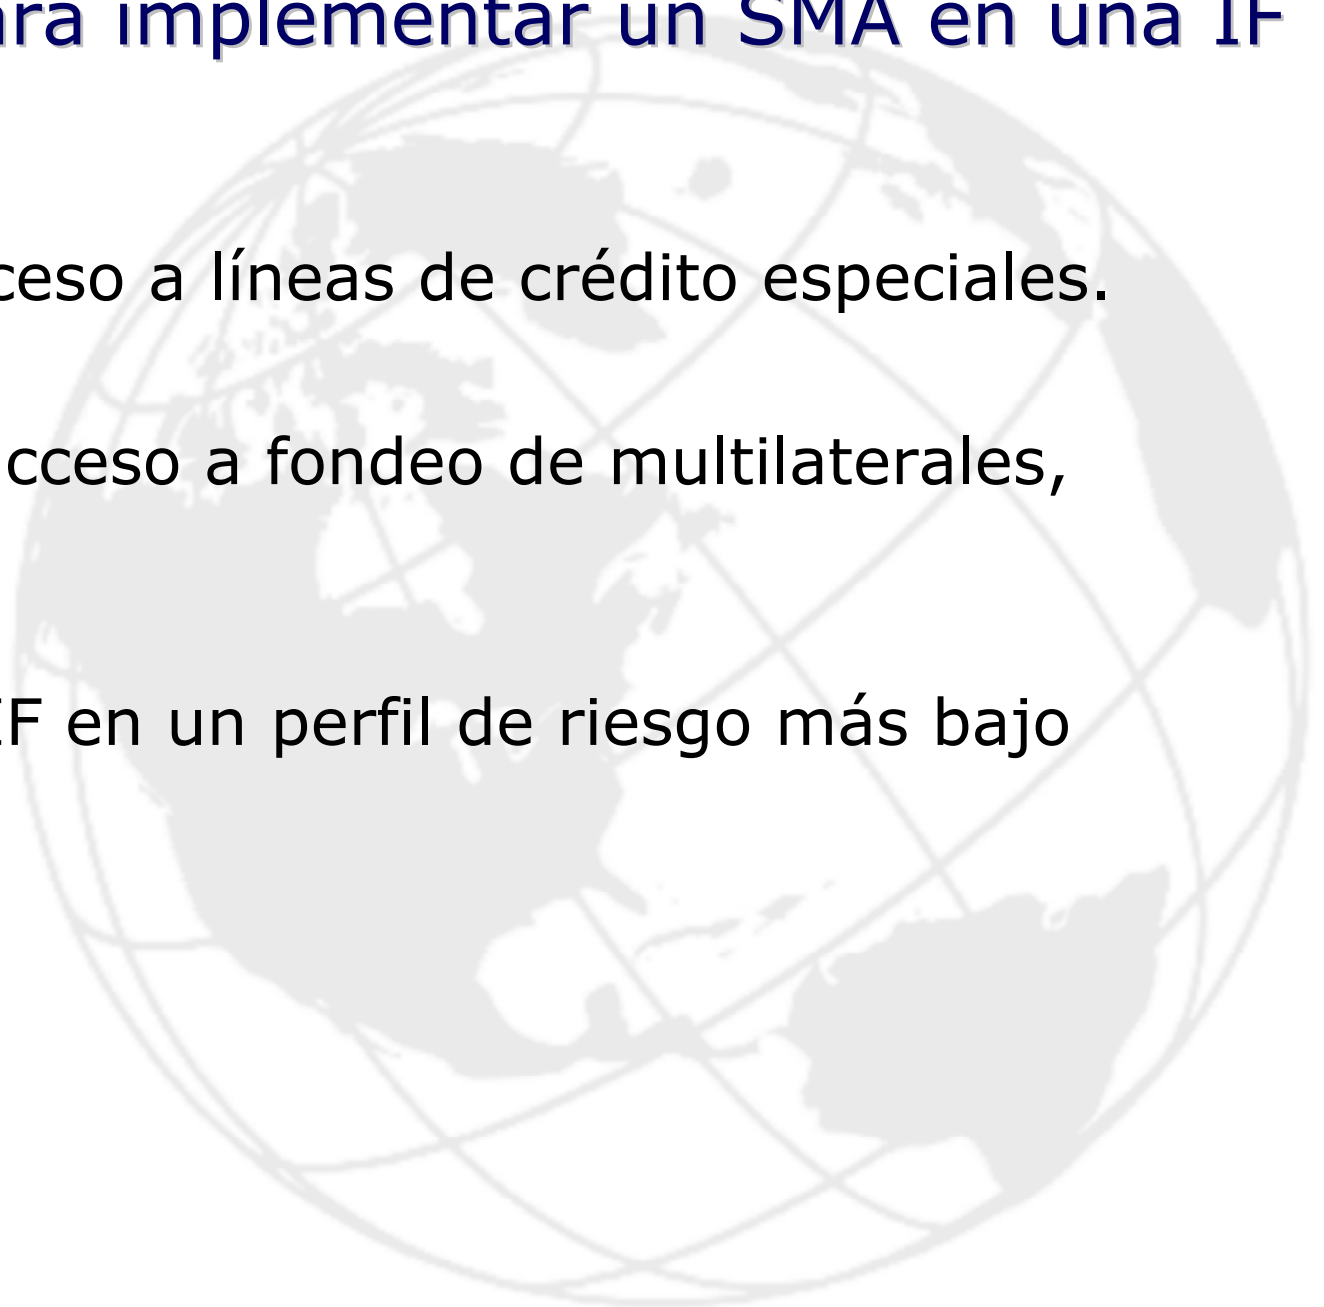 ara implementar un SMA en una IF
ceso a líneas de crédito especiales.
cceso a fondeo de multilaterales,
IF en un perfil de riesgo más bajo